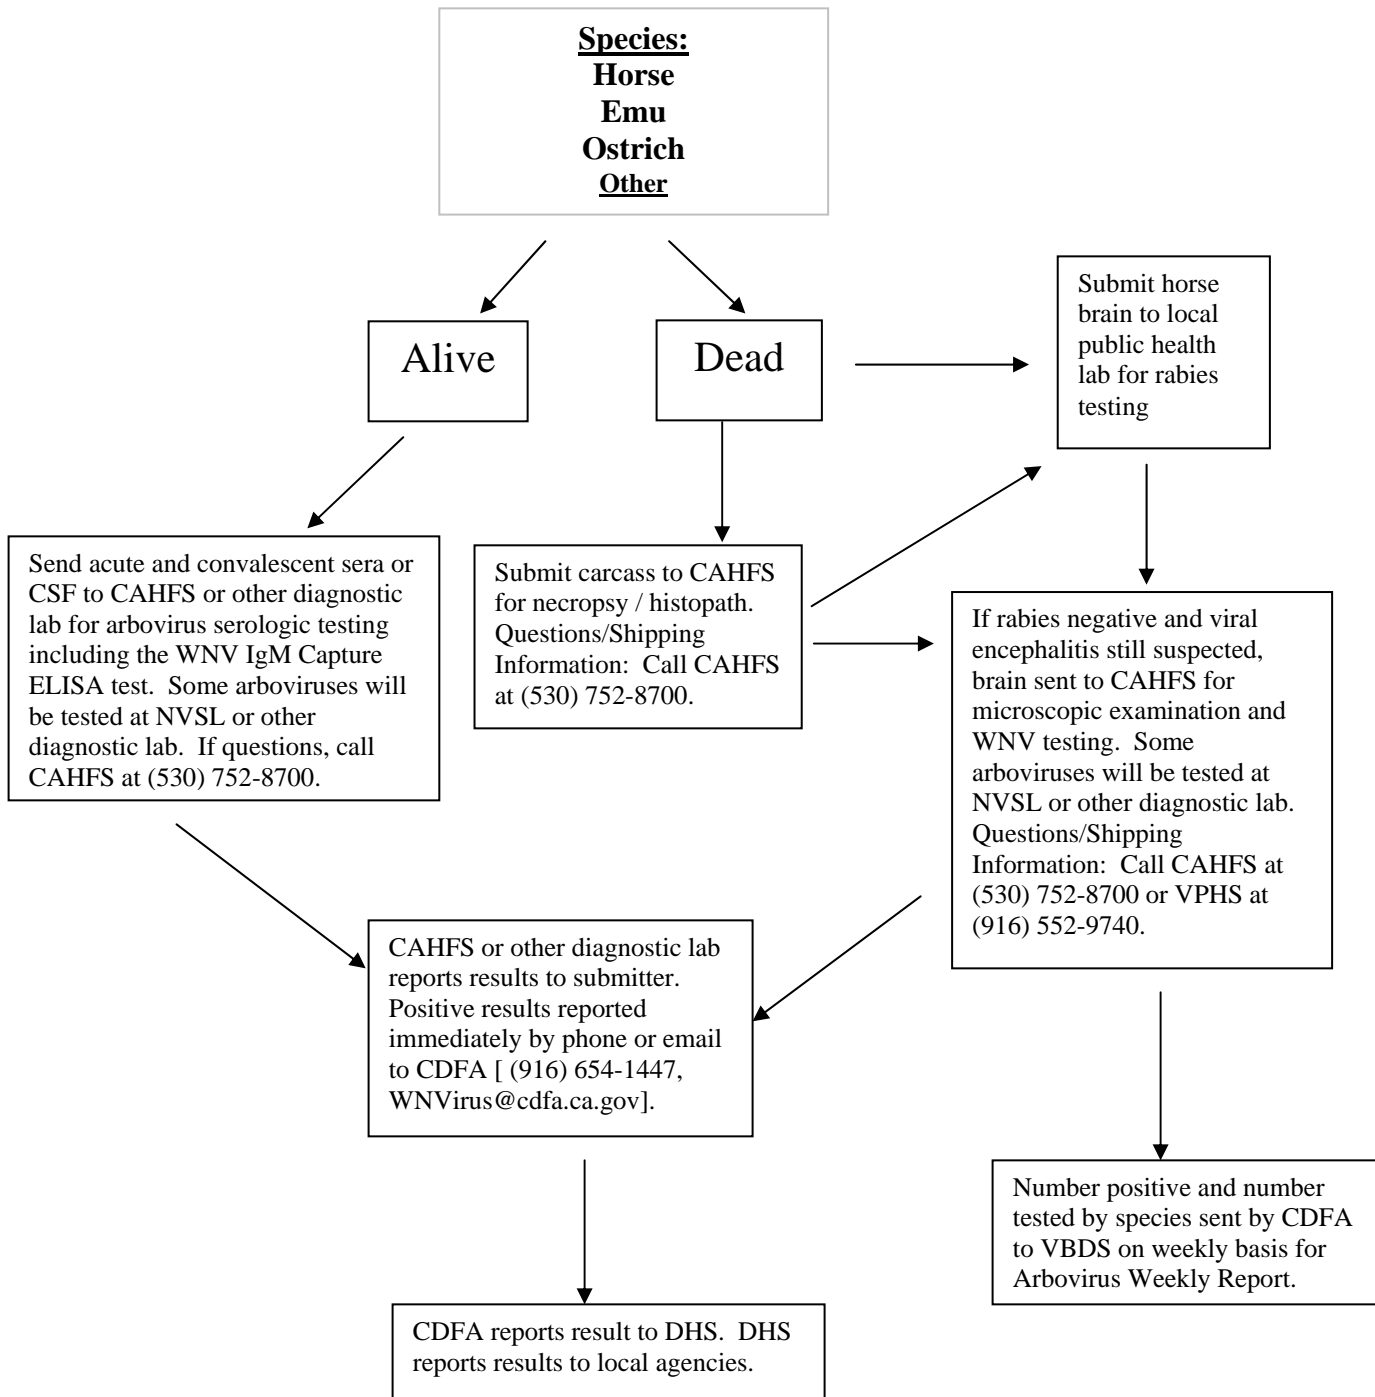 Species:
Horse
Emu
Ostrich
Other
Alive
Dead
Submit horse
brain to local
public health
lab for rabies
testing
Send acute and convalescent sera or
CSF to CAHFS or other diagnostic
lab for arbovirus serologic testing
including the WNV IgM Capture
ELISA test.  Some arboviruses will
be tested at NVSL or other
diagnostic lab.  If questions, call
CAHFS at (530) 752-8700.
Submit carcass to CAHFS
for necropsy / histopath.
Questions/Shipping
Information:  Call CAHFS
at (530) 752-8700.
If rabies negative and viral
encephalitis still suspected,
brain sent to CAHFS for
microscopic examination and
WNV testing.  Some
arboviruses will be tested at
NVSL or other diagnostic lab.
Questions/Shipping
Information:  Call CAHFS at
(530) 752-8700 or VPHS at
(916) 552-9740.
CAHFS or other diagnostic lab
reports results to submitter.
Positive results reported
immediately by phone or email
to CDFA [ (916) 654-1447,
WNVirus@cdfa.ca.gov].
Number positive and number
tested by species sent by CDFA
to VBDS on weekly basis for
Arbovirus Weekly Report.
CDFA reports result to DHS.  DHS
reports results to local agencies.